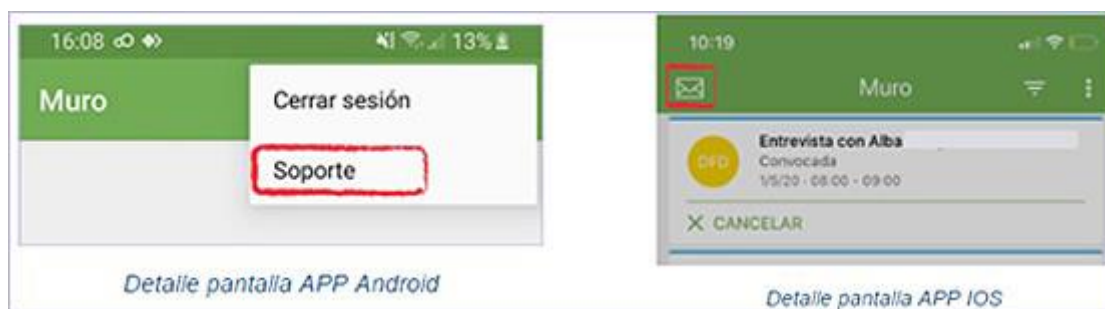 16:08
13%
Muro
Cerrar sesión
Soporte
Detalle pantalla APP Android
10:19
Muro
DFD
Entrevista con Alba
Convocada
1/5/20 - 08:00 - 09:00
X CANCELAR
Detalle pantalla APP IOS